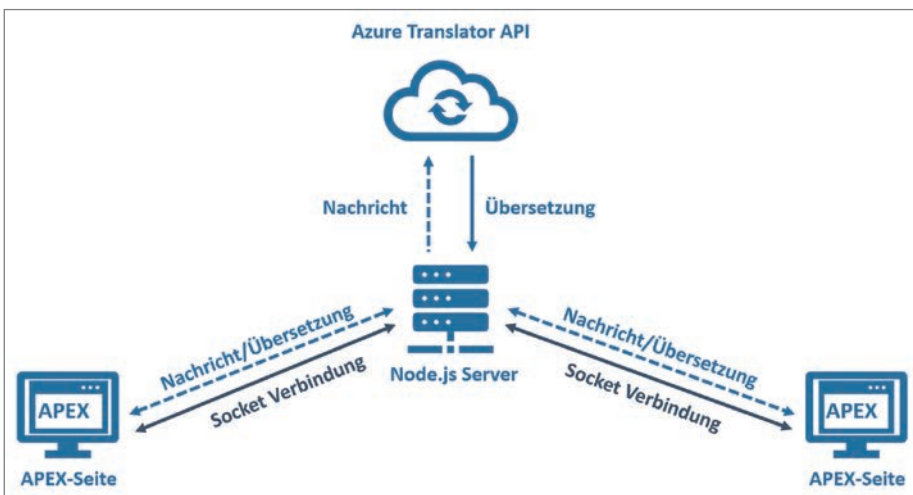 Azure Translator API
Nachricht
Übersetzung
Nachricht/Übersetzung
Socket Verbindung
Nachricht/Übersetzung
Socket Verbindung
Node.js Server
APEX
APEX
APEX-Seite
APEX-Seite